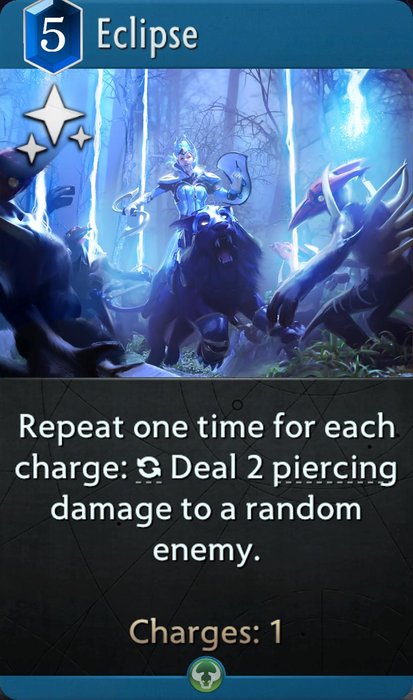 5 Eclipse
Repeat one time for each
charge: Deal 2 piercing
damage to a random
enemy.
Charges: 1